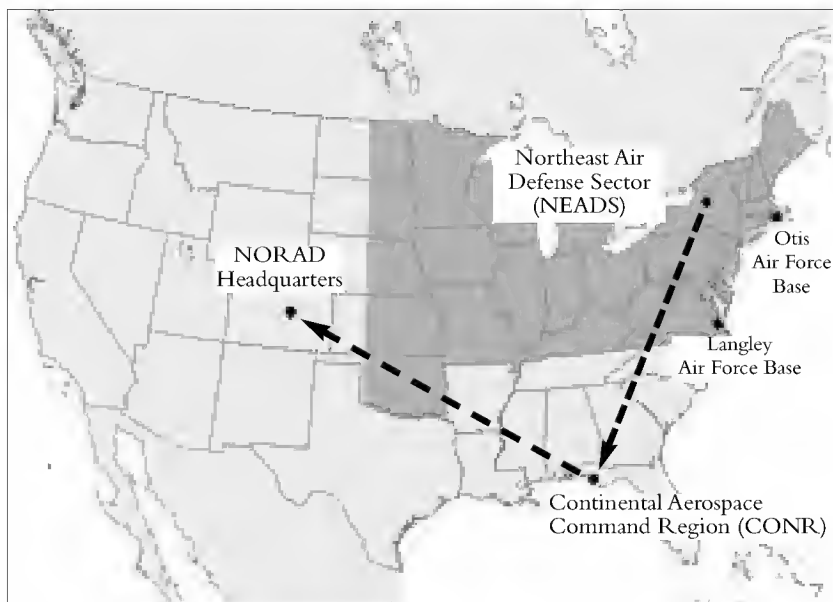 Northeast Air
Defense Sector
(NEADS)
NORAD
Headquarters
Otis
Air Force
Base
Langley
Air Force Base
Continental Aerospace
Command Region (CONR)